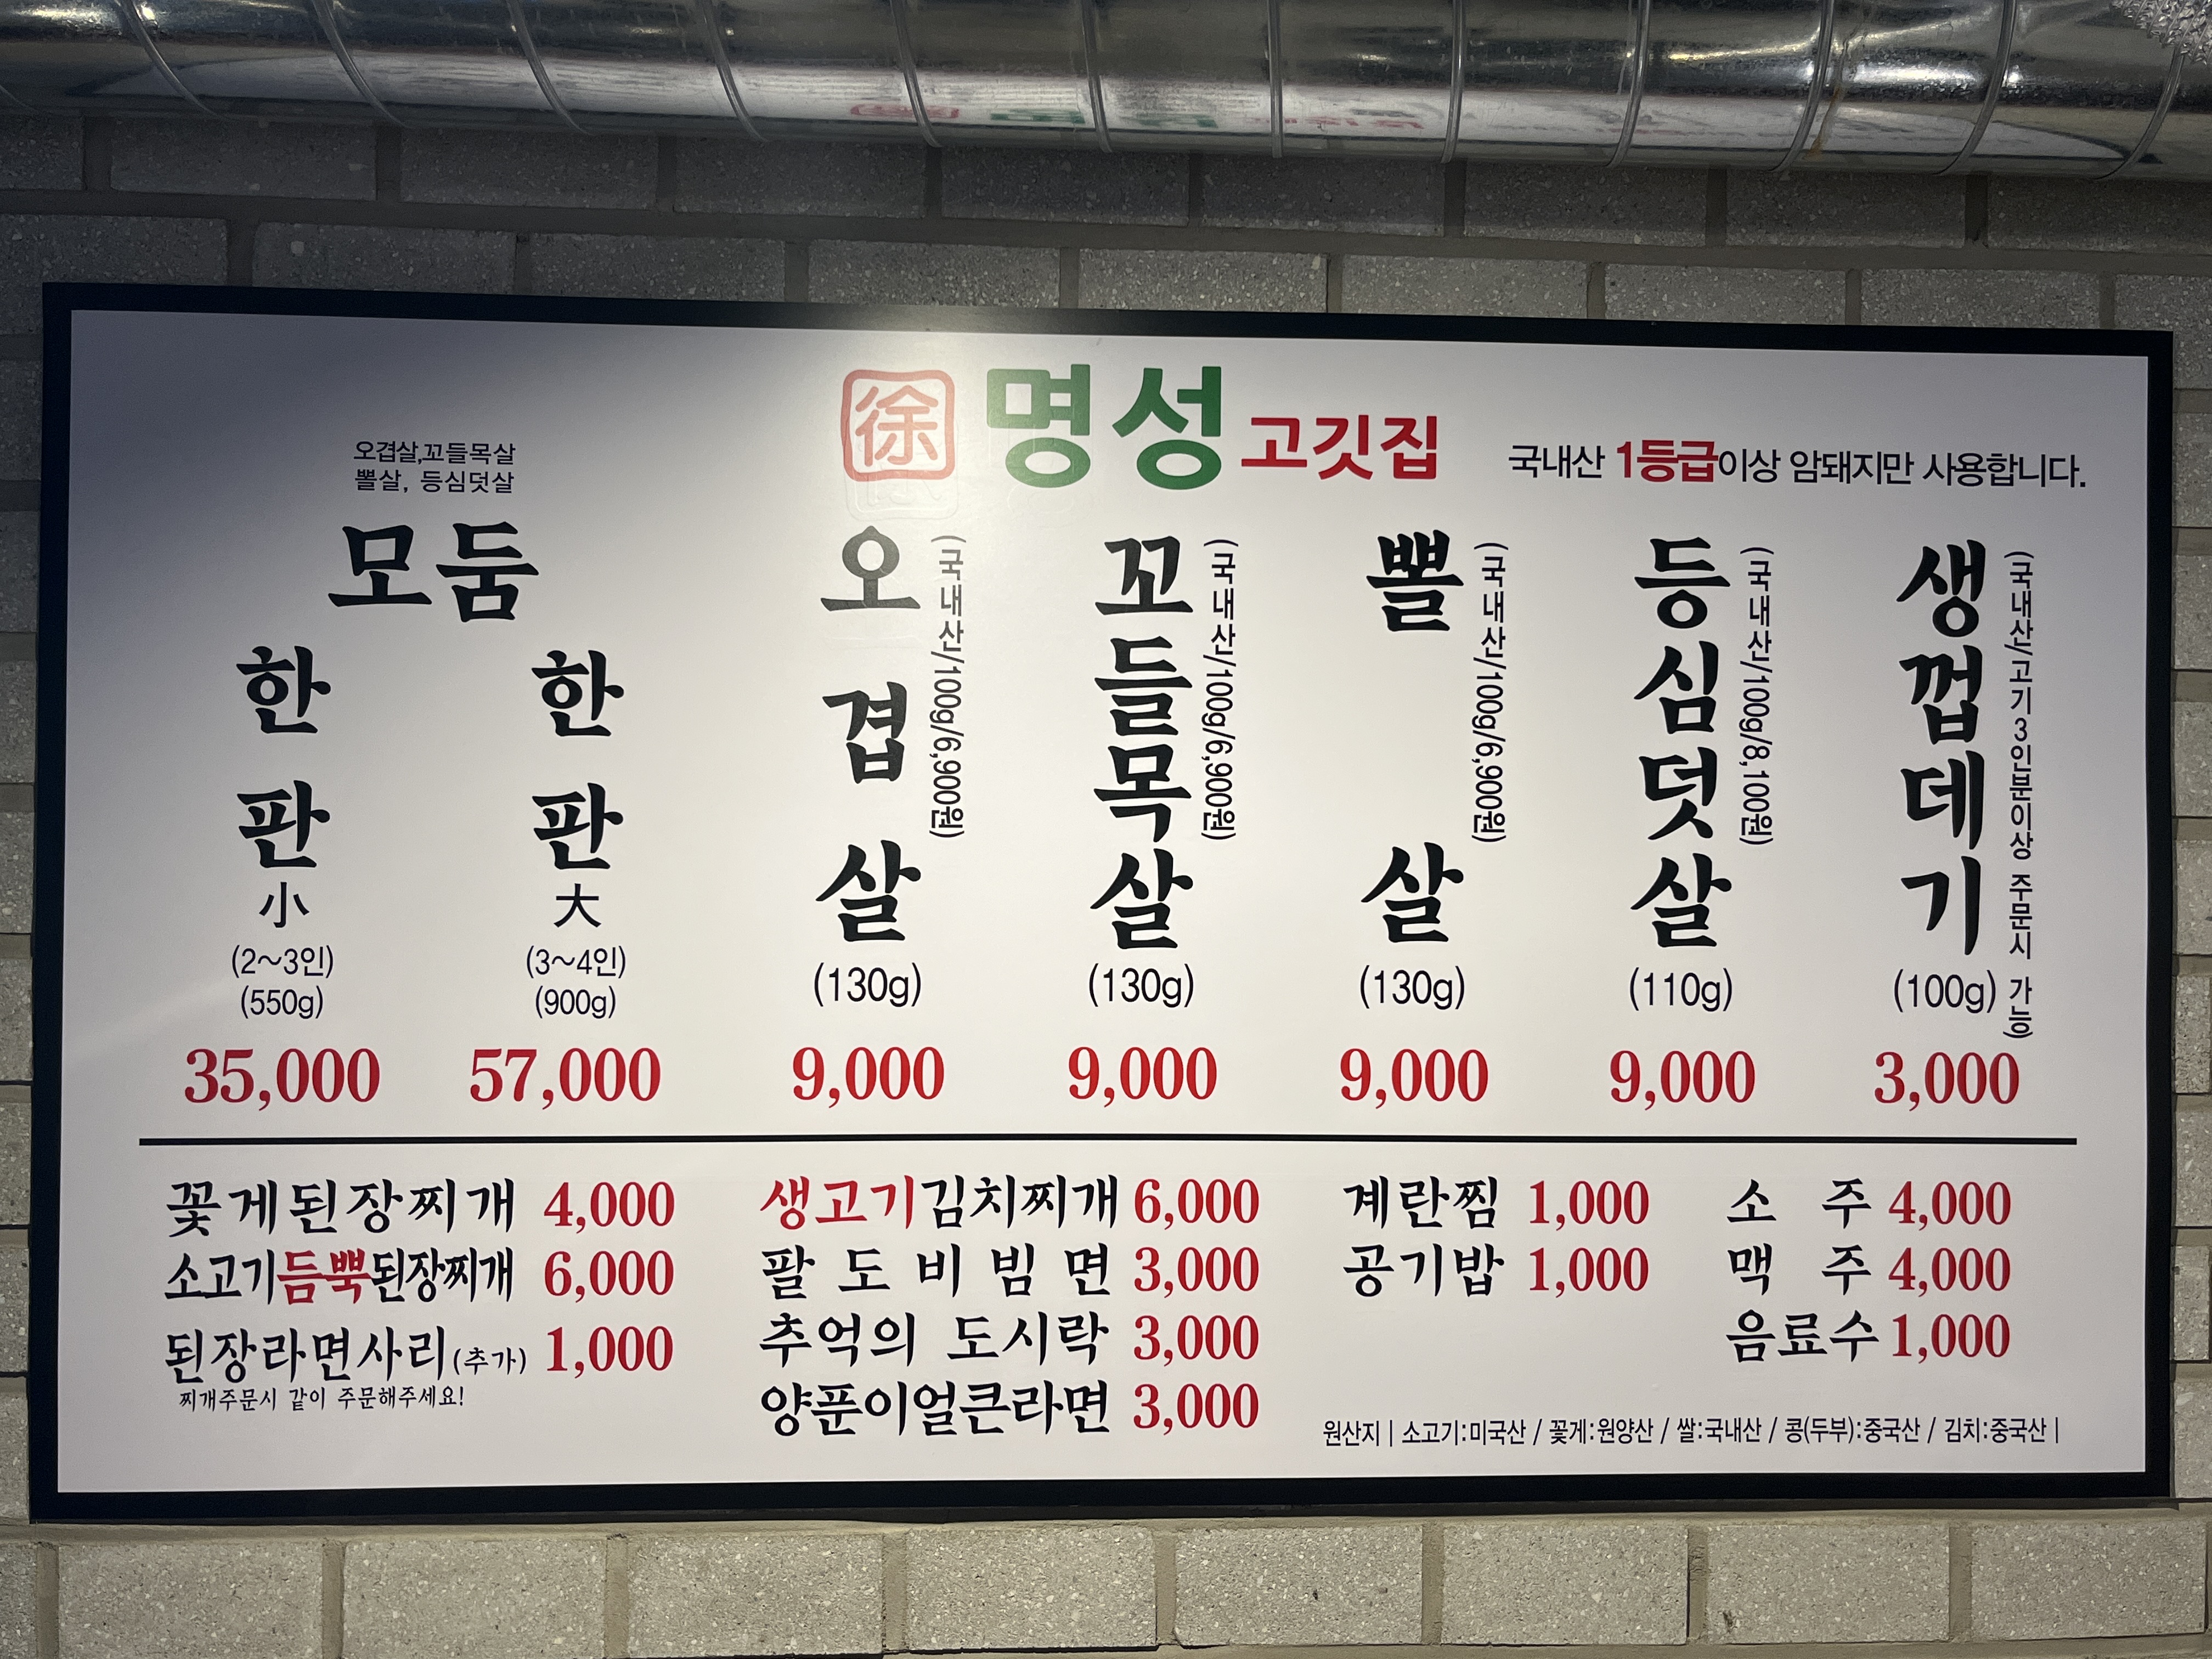 徐 명성 고깃집
국내산 1등급이상 암돼지만 사용합니다.
오겹살,꼬들목살
뽈살, 등심덧살
모둠
한판 小
(2~3인)
(550g)
35,000
한판 大
(3~4인)
(900g)
57,000
오겹살
(국내산/100g/6,900원)
(130g)
9,000
꼬들목살
(국내산/100g/6,900원)
(130g)
9,000
뽈살
(국내산/100g/6,900원)
(130g)
9,000
등심덧살
(국내산/100g/8,100원)
(110g)
9,000
생껍데기
(국내산/고기3인분이상 주문시 가능)
(100g)
3,000
꽃게된장찌개 4,000
소고기듬뿍된장찌개 6,000
된장라면사리(추가) 1,000
찌개주문시 같이 주문해주세요!
생고기김치찌개 6,000
팔도비빔면 3,000
추억의 도시락 3,000
양푼이얼큰라면 3,000
계란찜 1,000
공기밥 1,000
소주 4,000
맥주 4,000
음료수 1,000
원산지 | 소고기:미국산 / 꽃게:원양산 / 쌀:국내산 / 콩(두부):중국산 / 김치:중국산 |